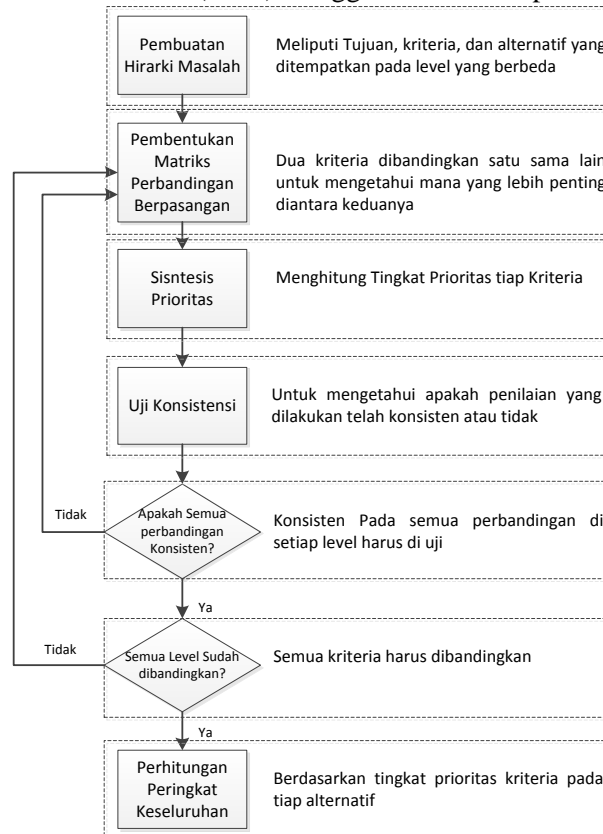 Pembuatan
Hirarki Masalah
Meliputi Tujuan, kriteria, dan alternatif yang
ditempatkan pada level yang berbeda
Pembentukan
Matriks
Perbandingan
Berpasangan
Dua kriteria dibandingkan satu sama lain
untuk mengetahui mana yang lebih penting
diantara keduanya
Sisntesis
Prioritas
Menghitung Tingkat Prioritas tiap Kriteria
Uji Konsistensi
Untuk mengetahui apakah penilaian yang
dilakukan telah konsisten atau tidak
Tidak
Apakah Semua
perbandingan
Konsisten?
Konsisten Pada semua perbandingan di
setiap level harus di uji
Ya
Tidak
Semua Level Sudah
dibandingkan?
Semua kriteria harus dibandingkan
Ya
Perhitungan
Peringkat
Keseluruhan
Berdasarkan tingkat prioritas kriteria pada
tiap alternatif